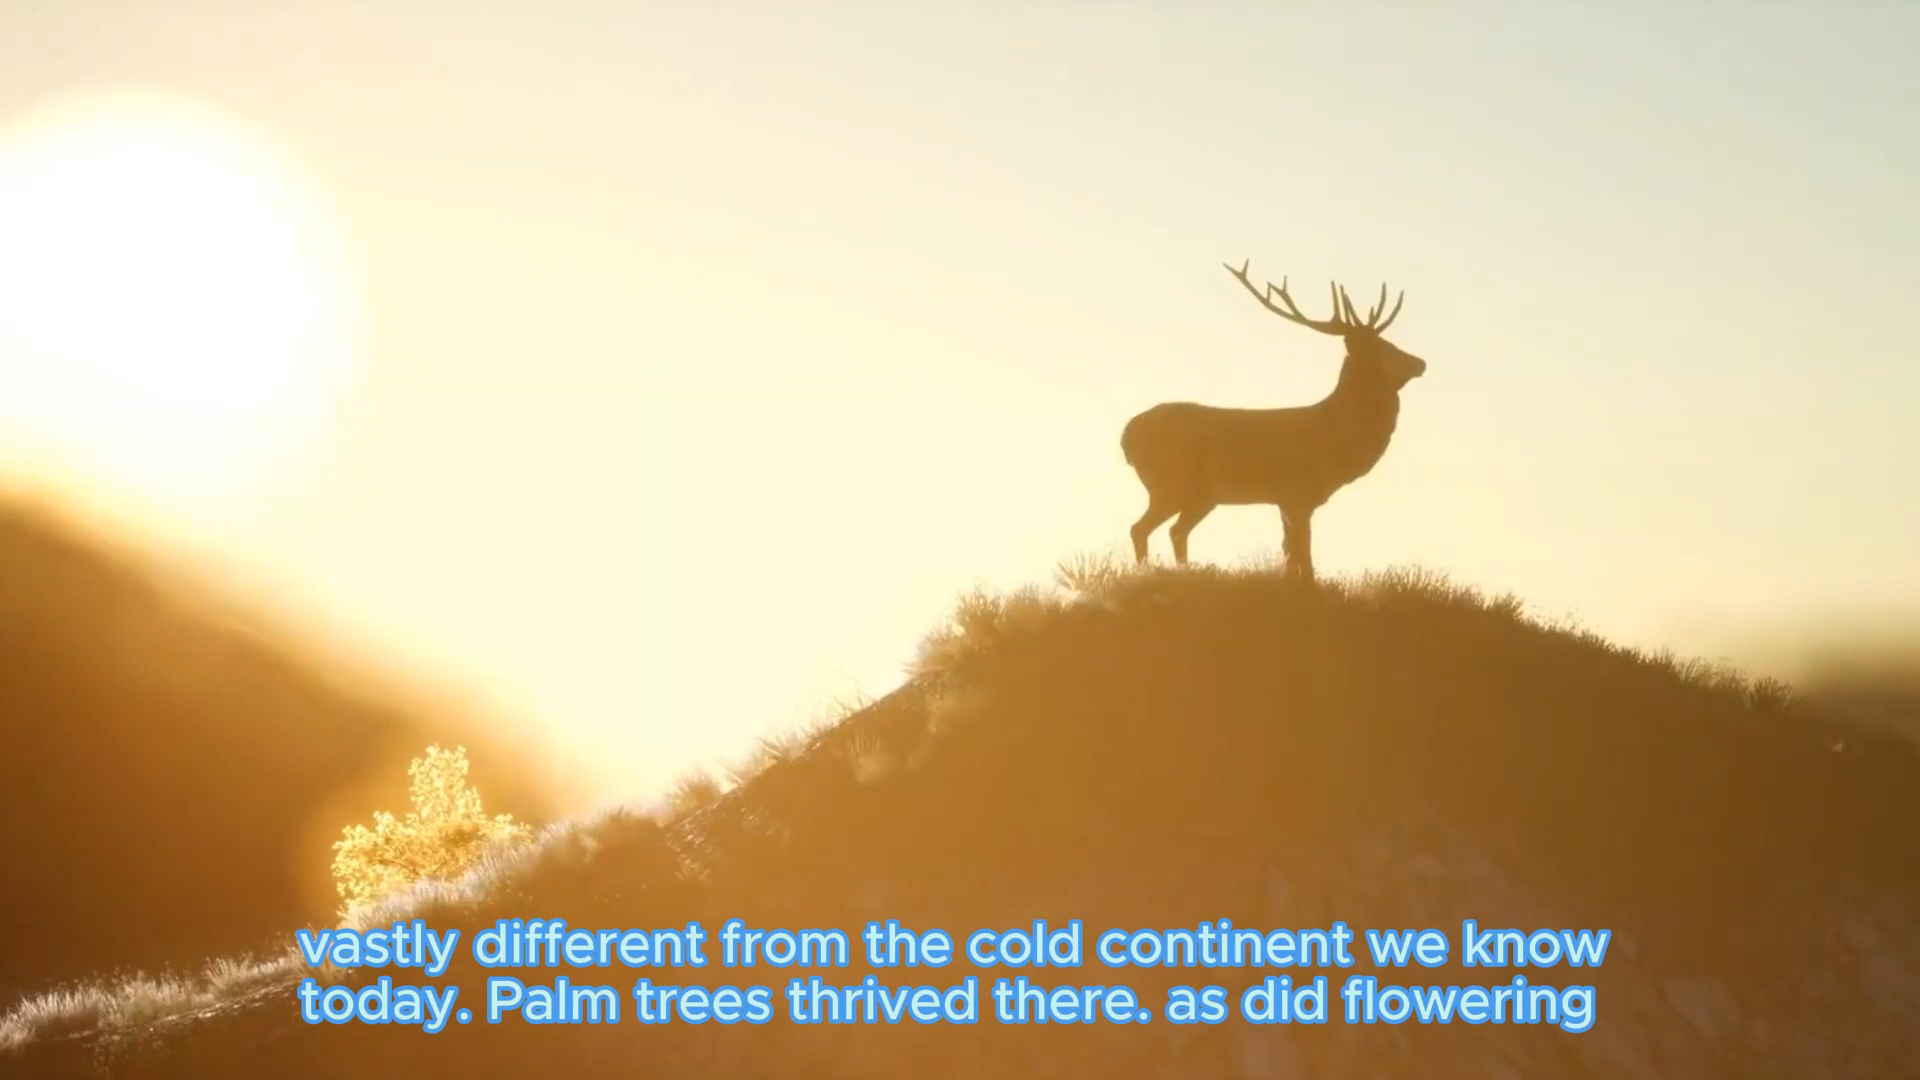 vastly different from the cold continent we know
today. Palm trees thrived there. as did flowering